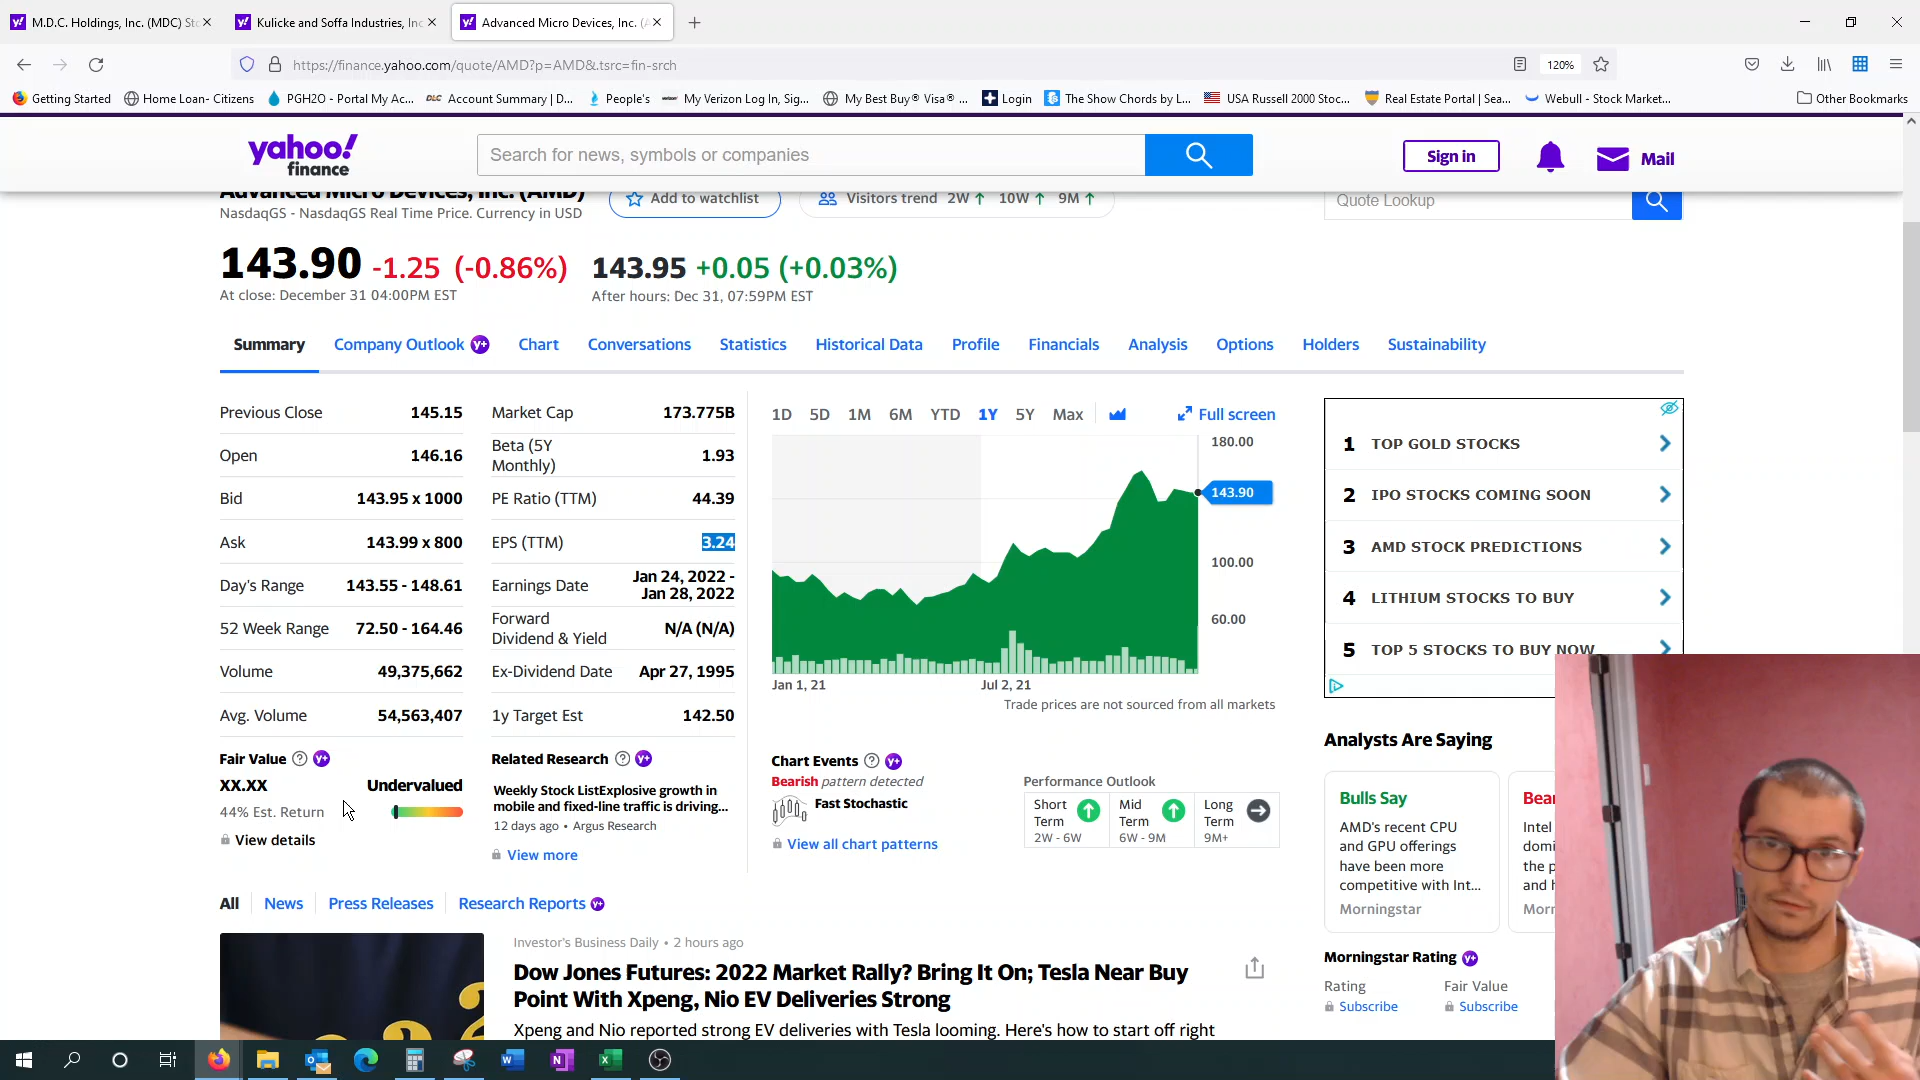 M.D.C. Holdings, Inc. (MDC) Sto
Kulicke and Soffa Industries, Inc
Advanced Micro Devices, Inc. (A
https://finance.yahoo.com/quote/AMD?p=AMD&.tsrc=fin-srch
120%
Getting Started
Home Loan- Citizens
PGH2O - Portal My Ac...
DLC Account Summary | D...
People's
My Verizon Log In, Sig...
My Best Buy® Visa® ...
Login
The Show Chords by L...
USA Russell 2000 Stoc...
Real Estate Portal | Sea...
Webull - Stock Market...
Other Bookmarks
yahoo!
finance
Search for news, symbols or companies
Sign in
Mail
Advanced Micro Devices, Inc. (AMD)
NasdaqGS - NasdaqGS Real Time Price. Currency in USD
Add to watchlist
Visitors trend 2W↑ 10W↑ 9M↑
Quote Lookup
143.90 -1.25 (-0.86%)
At close: December 31 04:00PM EST
143.95 +0.05 (+0.03%)
After hours: Dec 31, 07:59PM EST
Summary
Company Outlook y+
Chart
Conversations
Statistics
Historical Data
Profile
Financials
Analysis
Options
Holders
Sustainability
Previous Close 145.15
Open 146.16
Bid 143.95 x 1000
Ask 143.99 x 800
Day's Range 143.55 - 148.61
52 Week Range 72.50 - 164.46
Volume 49,375,662
Avg. Volume 54,563,407
Market Cap 173.775B
Beta (5Y
Monthly) 1.93
PE Ratio (TTM) 44.39
EPS (TTM) 3.24
Earnings Date Jan 24, 2022 -
Jan 28, 2022
Forward
Dividend & Yield N/A (N/A)
Ex-Dividend Date Apr 27, 1995
1y Target Est 142.50
1D 5D 1M 6M YTD 1Y 5Y Max
Full screen
180.00
143.90
100.00
60.00
Jan 1, 21
Jul 2, 21
Trade prices are not sourced from all markets
Fair Value ? y+
XX.XX Undervalued
44% Est. Return
View details
Related Research ? y+
Weekly Stock ListExplosive growth in
mobile and fixed-line traffic is driving...
12 days ago • Argus Research
View more
Chart Events ? y+
Bearish pattern detected
Fast Stochastic
View all chart patterns
Performance Outlook
Short
Term
2W - 6W
Mid
Term
6W - 9M
Long
Term
9M+
1 TOP GOLD STOCKS
2 IPO STOCKS COMING SOON
3 AMD STOCK PREDICTIONS
4 LITHIUM STOCKS TO BUY
5 TOP 5 STOCKS TO BUY NOW
Analysts Are Saying
Bulls Say
AMD's recent CPU
and GPU offerings
have been more
competitive with Int...
Morningstar
Bear
Intel
domi
the p
and h
Morn
Morningstar Rating y+
Rating
Subscribe
Fair Value
Subscribe
All
News
Press Releases
Research Reports y+
Investor's Business Daily • 2 hours ago
Dow Jones Futures: 2022 Market Rally? Bring It On; Tesla Near Buy
Point With Xpeng, Nio EV Deliveries Strong
Xpeng and Nio reported strong EV deliveries with Tesla looming. Here's how to start off right